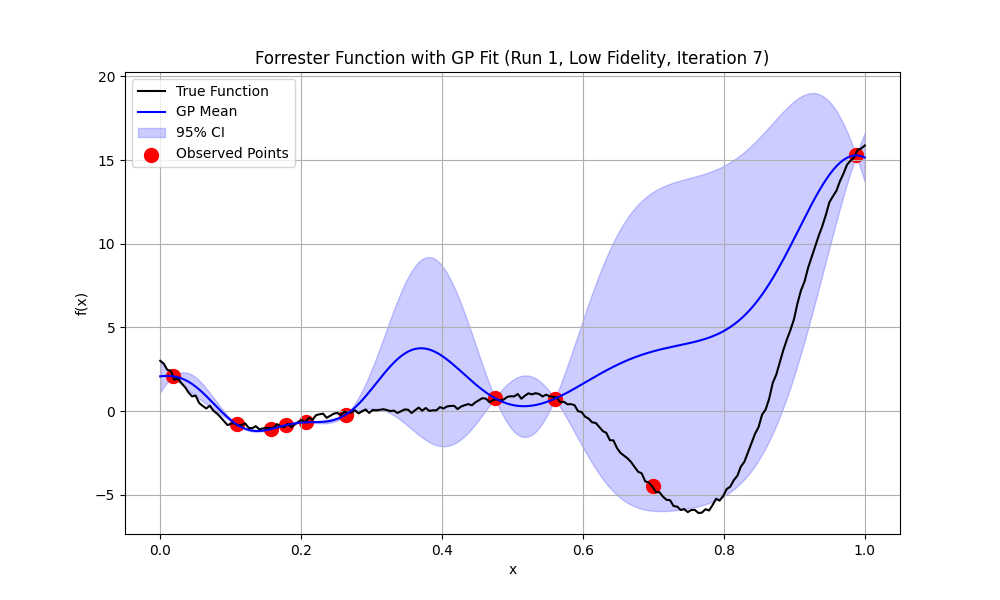 Forrester Function with GP Fit (Run 1, Low Fidelity, Iteration 7)
True Function
GP Mean
95% CI
Observed Points
20
15
10
5
0
−5
f(x)
0.0 0.2 0.4 0.6 0.8 1.0
x